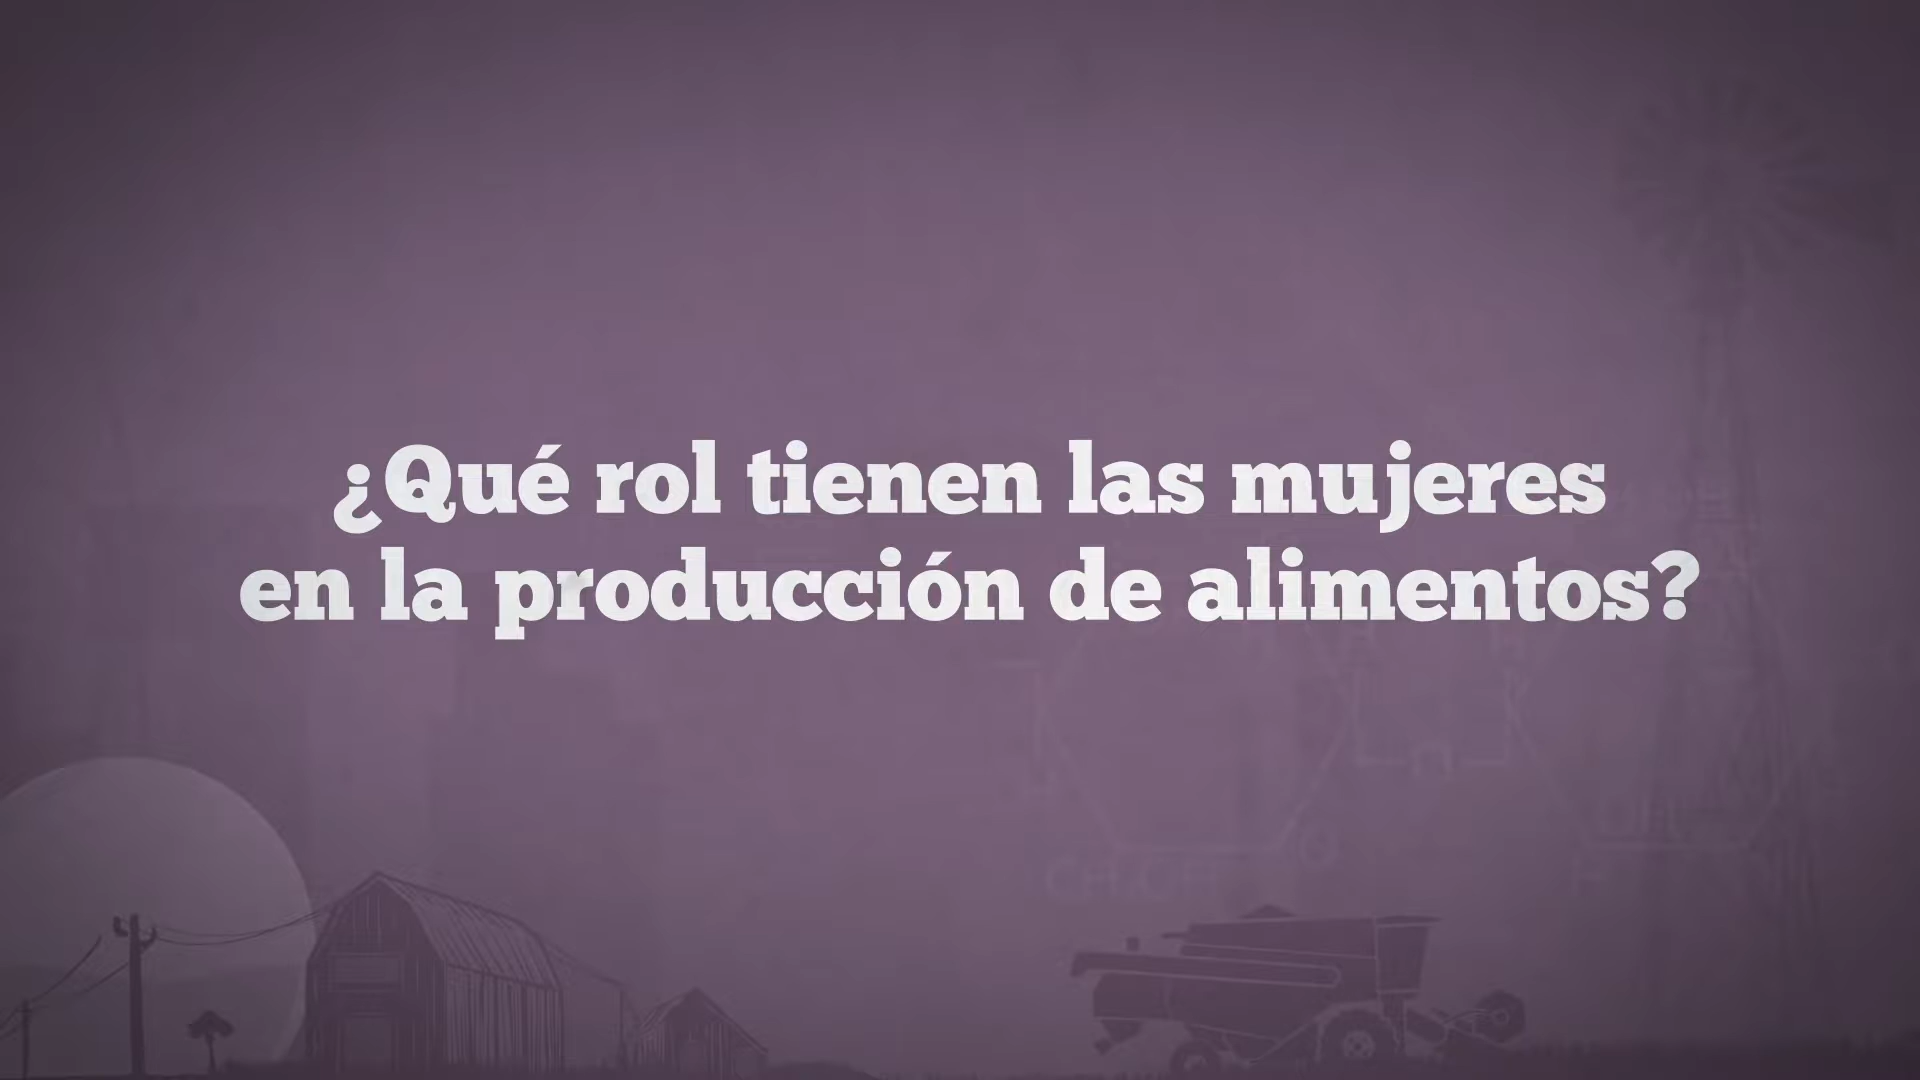 ¿Qué rol tienen las mujeres
en la producción de alimentos?